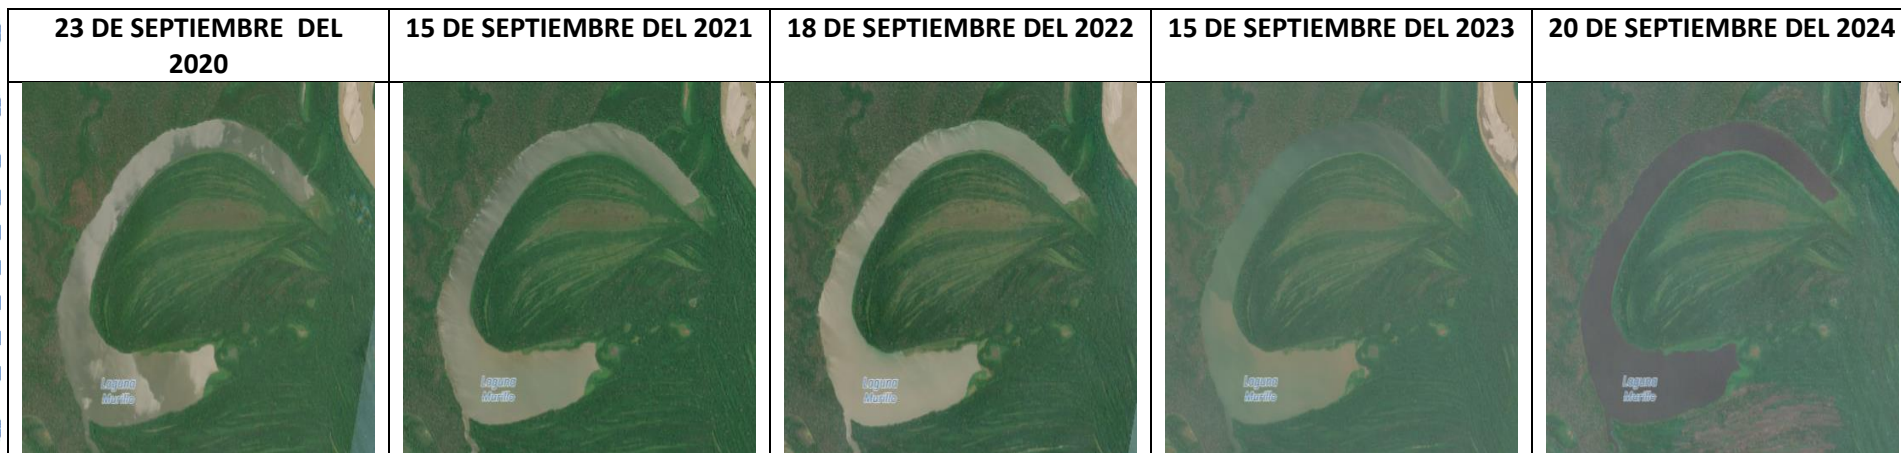 23 DE SEPTIEMBRE DEL
2020
15 DE SEPTIEMBRE DEL 2021
18 DE SEPTIEMBRE DEL 2022
15 DE SEPTIEMBRE DEL 2023
20 DE SEPTIEMBRE DEL 2024
Laguna
Murillo
Laguna
Murillo
Laguna
Murillo
Laguna
Murillo
Laguna
Murillo